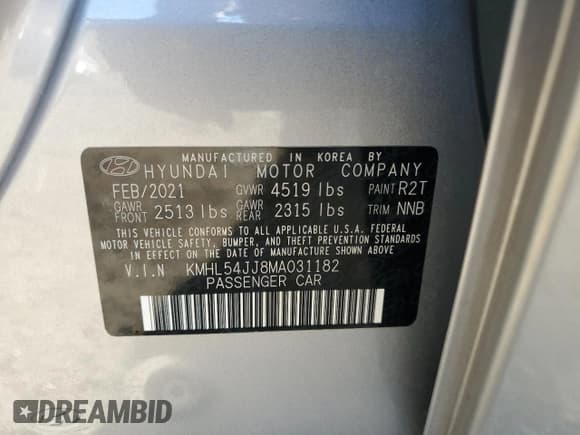 MANUFACTURED IN KOREA BY
HYUNDAI MOTOR COMPANY
FEB/2021 GVWR 4519 lbs PAINT R2T
GAWR FRONT 2513 lbs GAWR REAR 2315 lbs TRIM NNB
THIS VEHICLE CONFORMS TO ALL APPLICABLE U.S.A. FEDERAL
MOTOR VEHICLE SAFETY, BUMPER, AND THEFT PREVENTION
STANDARDS IN EFFECT ON THE DATE OF MANUFACTURE SHOWN ABOVE
V.I.N KMHL54JJ8MA031182
PASSENGER CAR
DREAMBID